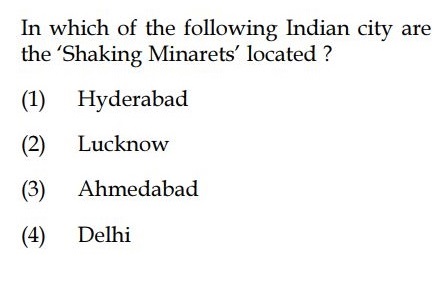 In which of the following Indian city are
the ‘Shaking Minarets’ located ?
(1) Hyderabad
(2) Lucknow
(3) Ahmedabad
(4) Delhi